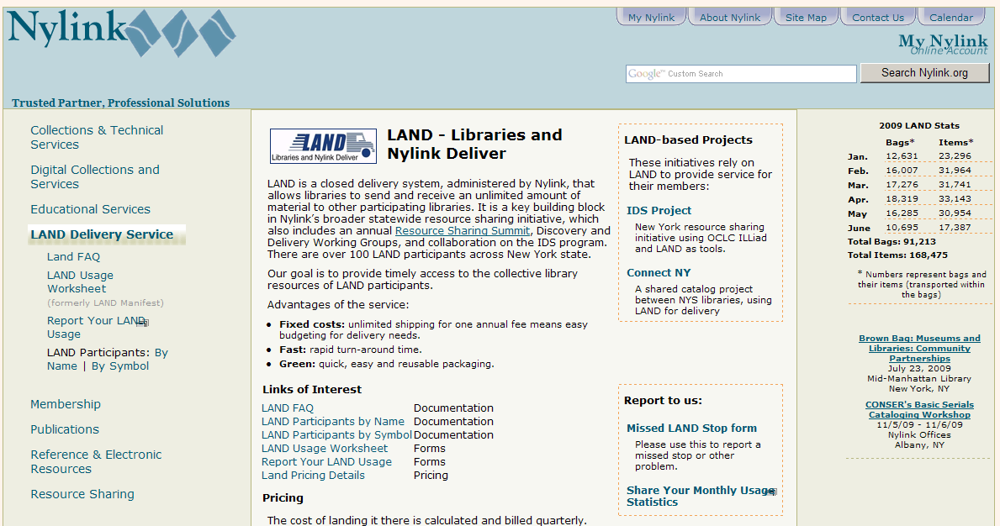 Nylink
My Nylink
About Nylink
Site Map
Contact Us
Calendar
My Nylink
Online Account
Google™ Custom Search
Search Nylink.org
Trusted Partner, Professional Solutions
Collections & Technical
Services
Digital Collections and
Services
Educational Services
LAND Delivery Service
Land FAQ
LAND Usage
Worksheet
(formerly LAND Manifest)
Report Your LAND
Usage
LAND Participants: By
Name | By Symbol
Membership
Publications
Reference & Electronic
Resources
Resource Sharing
LAND
Libraries and Nylink Deliver
LAND - Libraries and
Nylink Deliver
LAND is a closed delivery system, administered by Nylink, that
allows libraries to send and receive an unlimited amount of
material to other participating libraries. It is a key building block
in Nylink's broader statewide resource sharing initiative, which
also includes an annual Resource Sharing Summit, Discovery and
Delivery Working Groups, and collaboration on the IDS program.
There are over 100 LAND participants across New York state.
Our goal is to provide timely access to the collective library
resources of LAND participants.
Advantages of the service:
• Fixed costs: unlimited shipping for one annual fee means easy
budgeting for delivery needs.
• Fast: rapid turn-around time.
• Green: quick, easy and reusable packaging.
Links of Interest
LAND FAQ Documentation
LAND Participants by Name Documentation
LAND Participants by Symbol Documentation
LAND Usage Worksheet Forms
Report Your LAND Usage Forms
Land Pricing Details Pricing
Pricing
The cost of landing it there is calculated and billed quarterly.
LAND-based Projects
These initiatives rely on
LAND to provide service for
their members:
IDS Project
New York resource sharing
initiative using OCLC ILLiad
and LAND as tools.
Connect NY
A shared catalog project
between NYS libraries, using
LAND for delivery
Report to us:
Missed LAND Stop form
Please use this to report a
missed stop or other
problem.
Share Your Monthly Usage
Statistics
2009 LAND Stats
Bags* Items*
Jan. 12,631 23,296
Feb. 16,007 31,964
Mar. 17,276 31,741
Apr. 18,319 33,143
May 16,285 30,954
June 10,695 17,387
Total Bags: 91,213
Total Items: 168,475
* Numbers represent bags and
their items (transported within
the bags)
Brown Bag: Museums and
Libraries: Community
Partnerships
July 23, 2009
Mid-Manhattan Library
New York, NY
CONSER's Basic Serials
Cataloging Workshop
11/5/09 - 11/6/09
Nylink Offices
Albany, NY